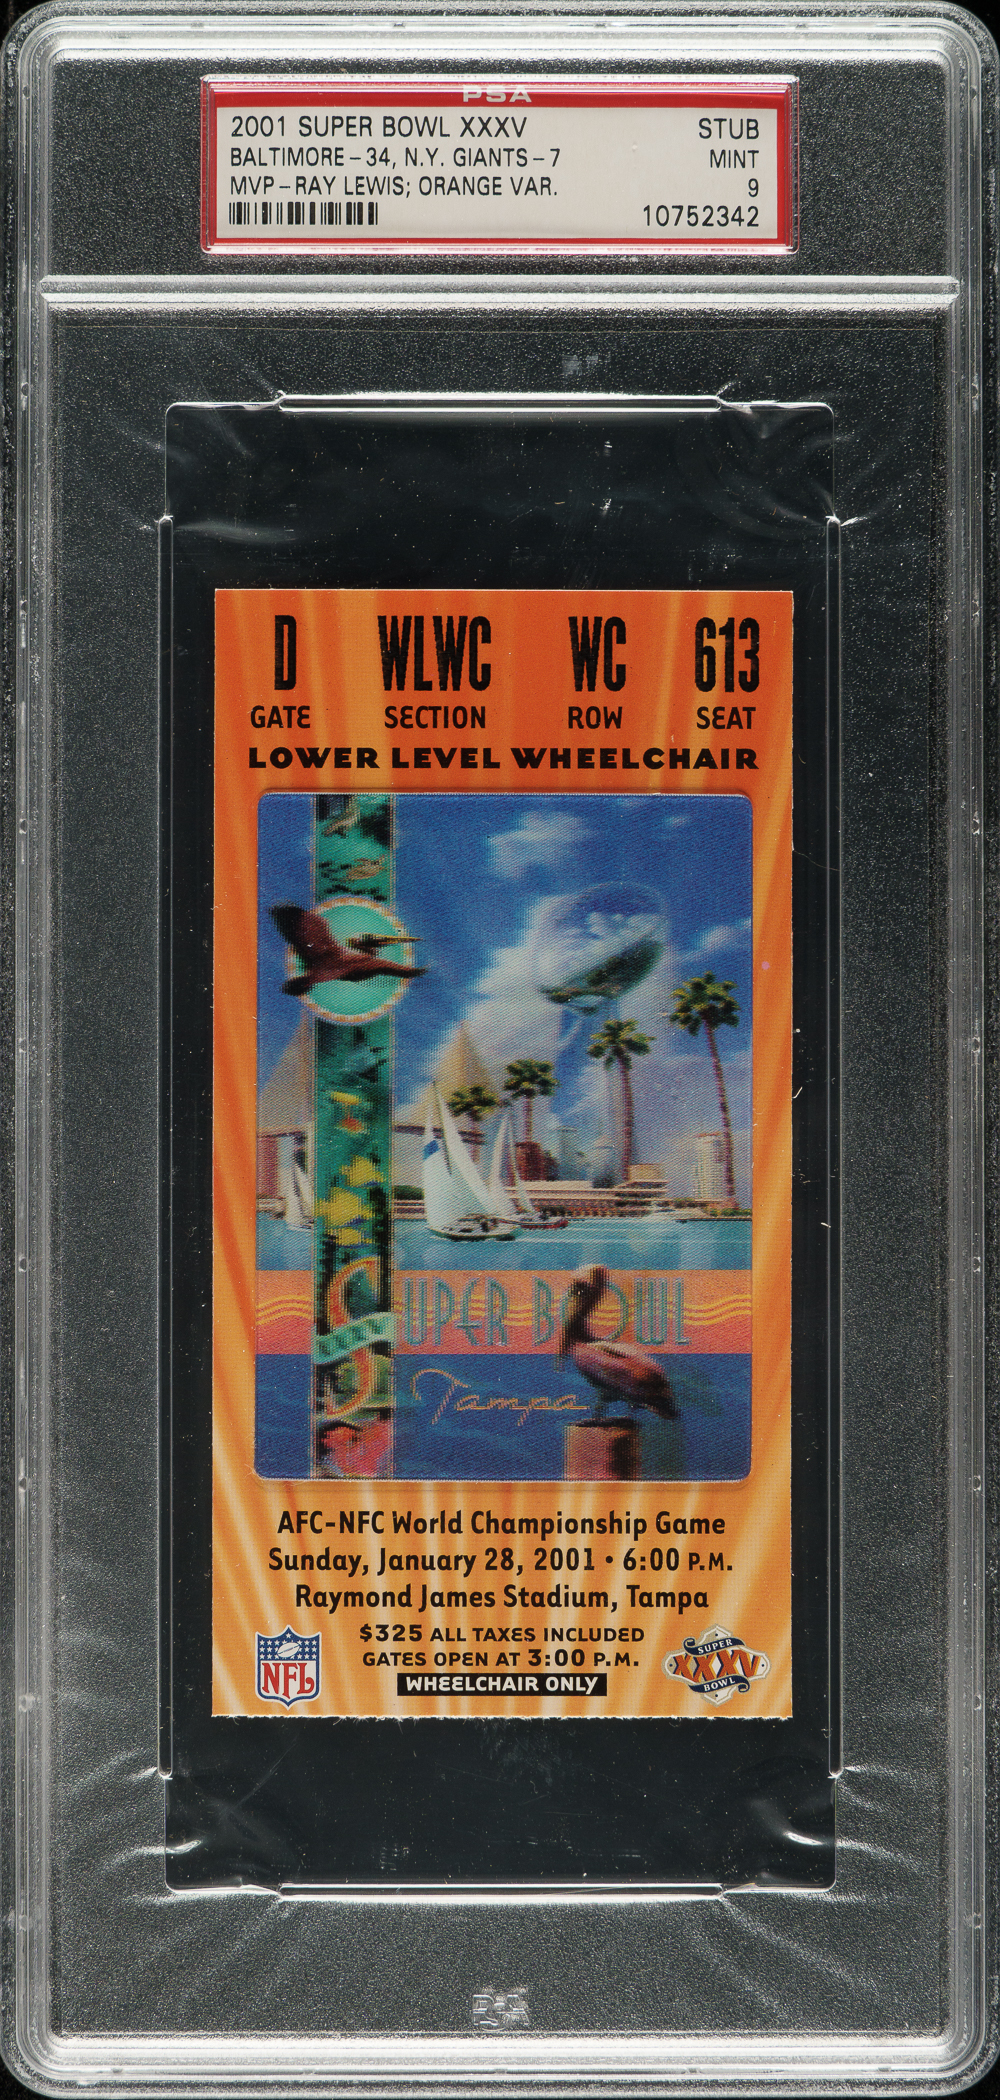 PSA
2001 SUPER BOWL XXXV STUB
BALTIMORE-34, N.Y. GIANTS-7 MINT
MVP-RAY LEWIS; ORANGE VAR. 9
10752342
D WLWC WC 613
GATE SECTION ROW SEAT
LOWER LEVEL WHEELCHAIR
SUPER BOWL
Tampa
AFC-NFC World Championship Game
Sunday, January 28, 2001 • 6:00 P.M.
Raymond James Stadium, Tampa
$325 ALL TAXES INCLUDED
GATES OPEN AT 3:00 P.M.
WHEELCHAIR ONLY
NFL
SUPER
XXXV
BOWL
PSA